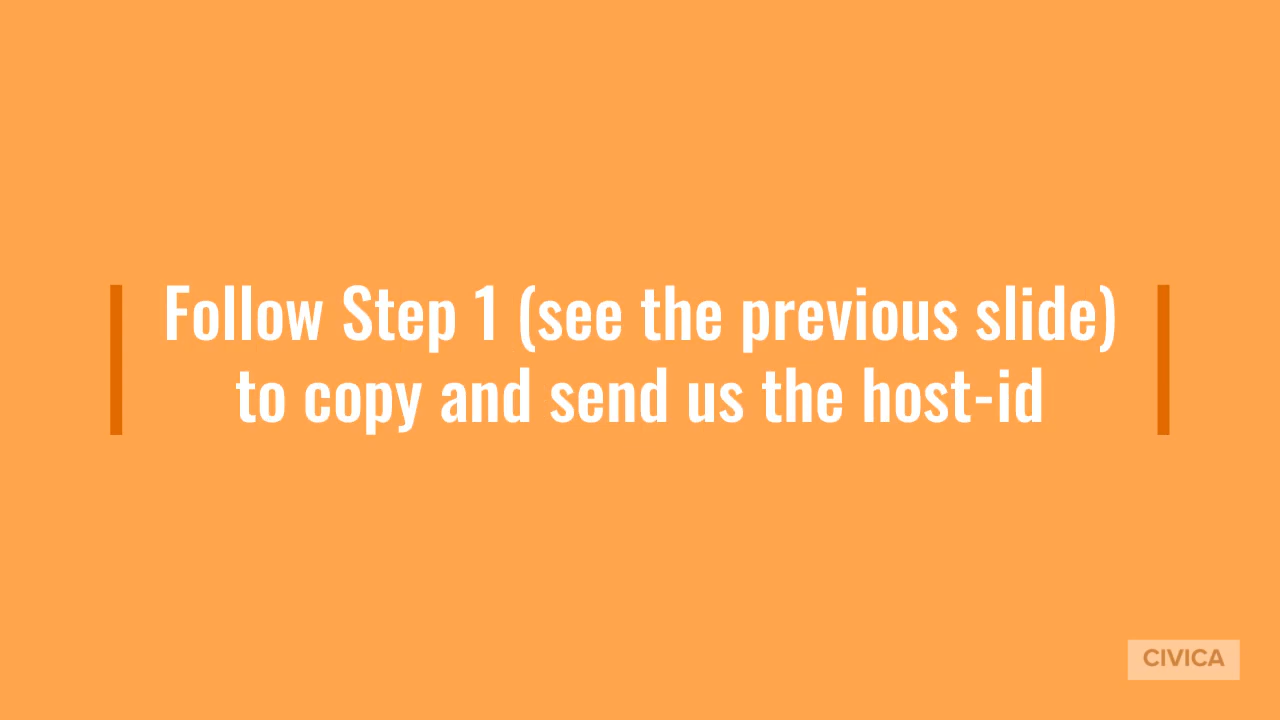 Follow Step 1 (see the previous slide)
to copy and send us the host-id
CIVICA